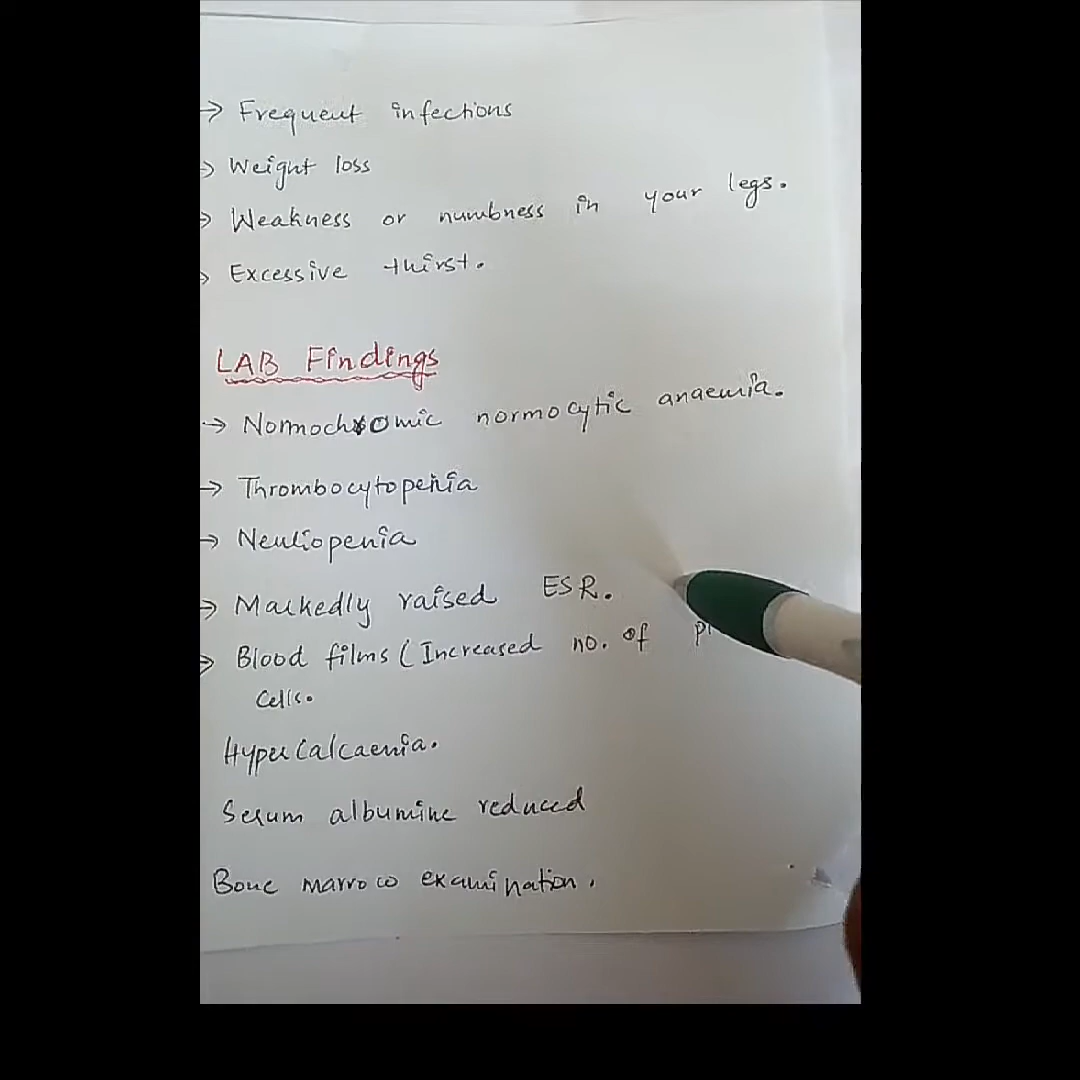 → Frequent infections
→ Weight loss
→ Weakness or numbness in your legs.
→ Excessive thirst.
LAB Findings
→ Normochromic normocytic anaemia.
→ Thrombocytopenia
→ Neutropenia
→ Markedly raised ESR.
→ Blood films (Increased no. of
cells.
Hypercalcaemia.
Serum albumine reduced
Bone marrow examination.